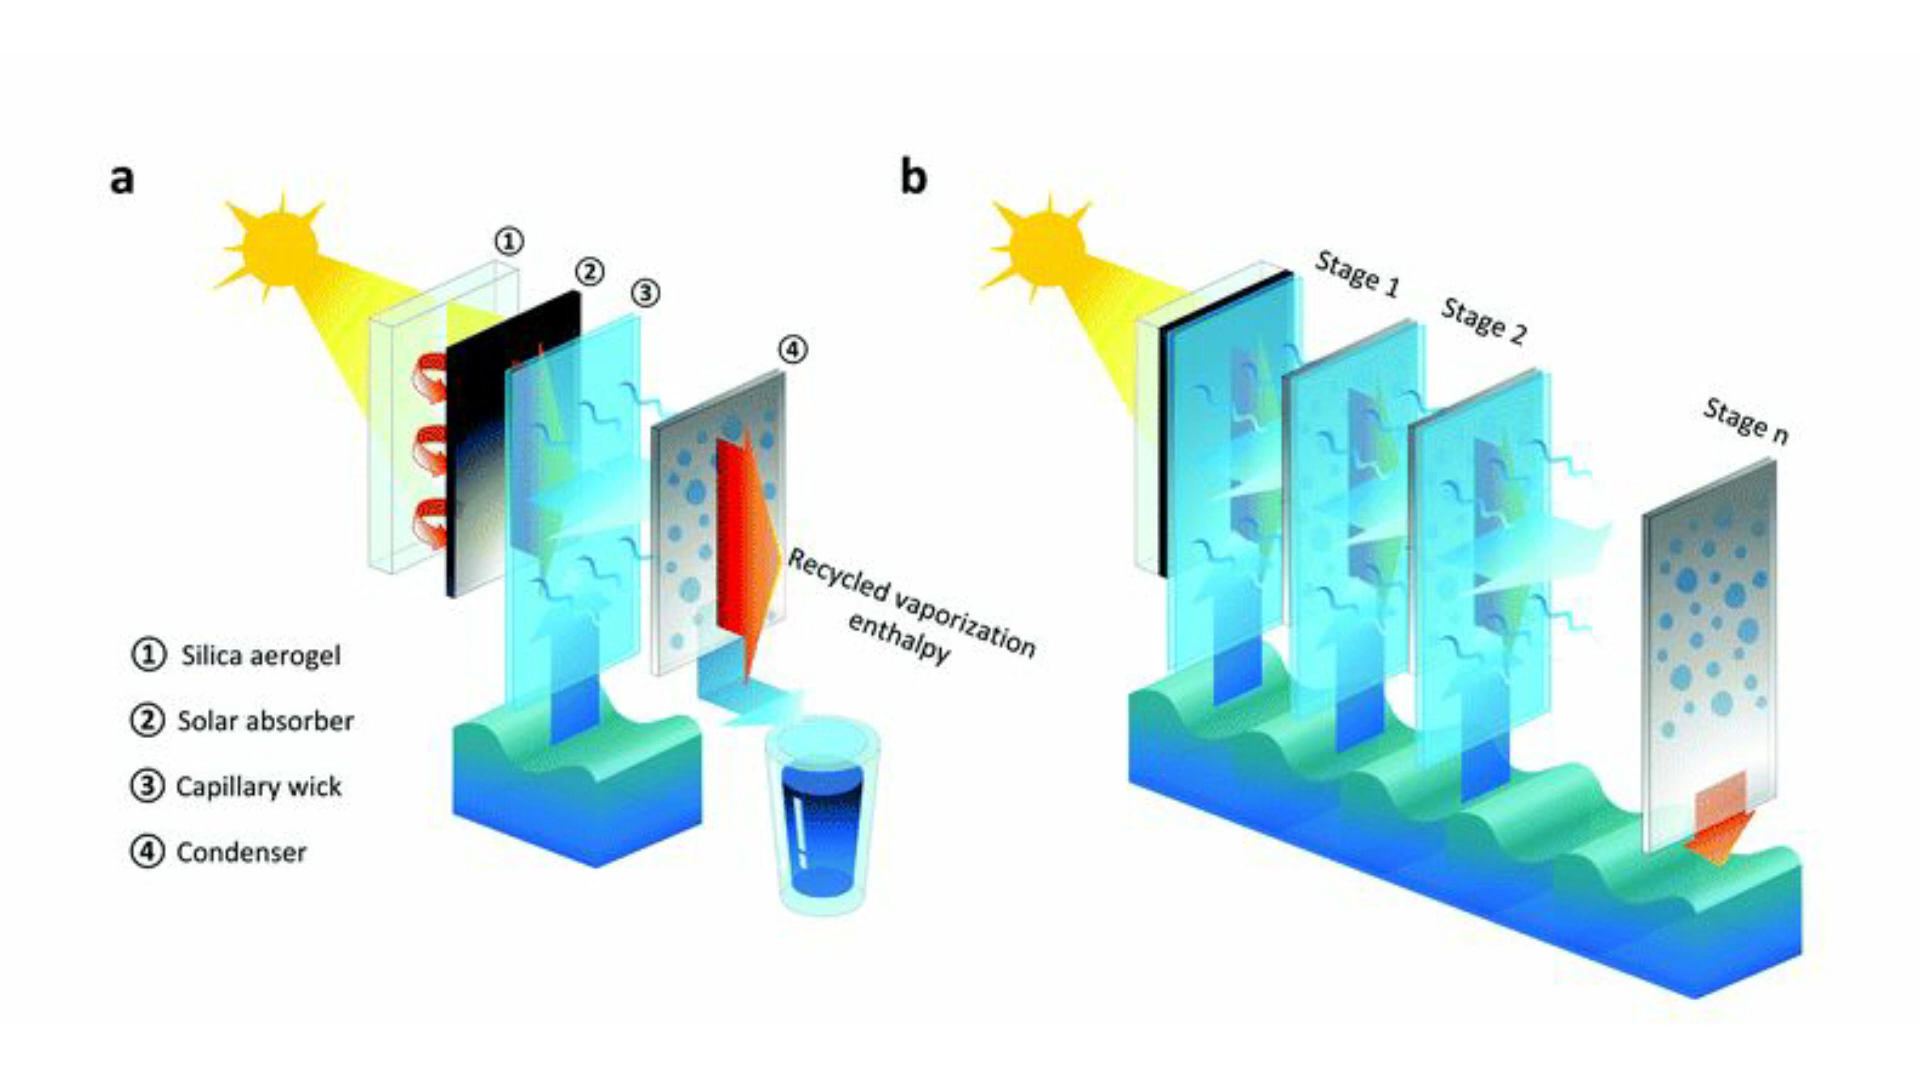 a
①
②
③
④
Recycled vaporization
enthalpy
① Silica aerogel
② Solar absorber
③ Capillary wick
④ Condenser
b
Stage 1
Stage 2
Stage n